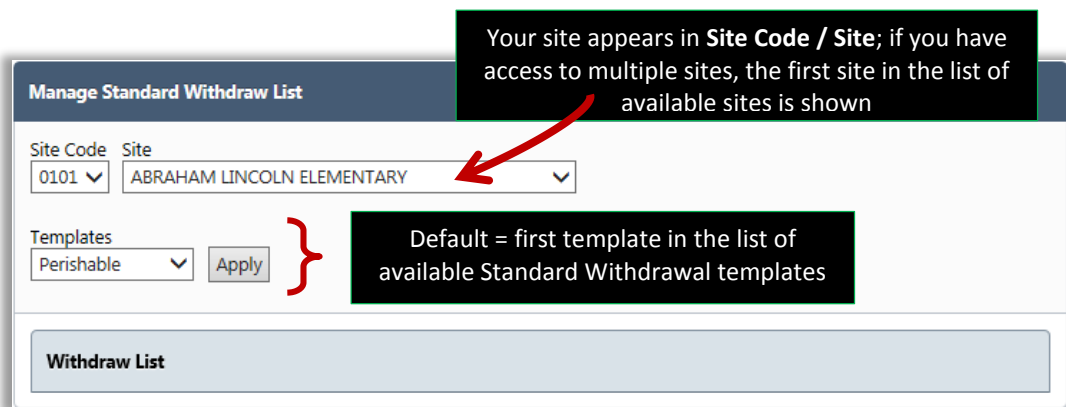 Your site appears in Site Code / Site; if you have
access to multiple sites, the first site in the list of
available sites is shown
Manage Standard Withdraw List
Site Code Site
0101 ABRAHAM LINCOLN ELEMENTARY
Templates
Perishable Apply
Default = first template in the list of
available Standard Withdrawal templates
Withdraw List